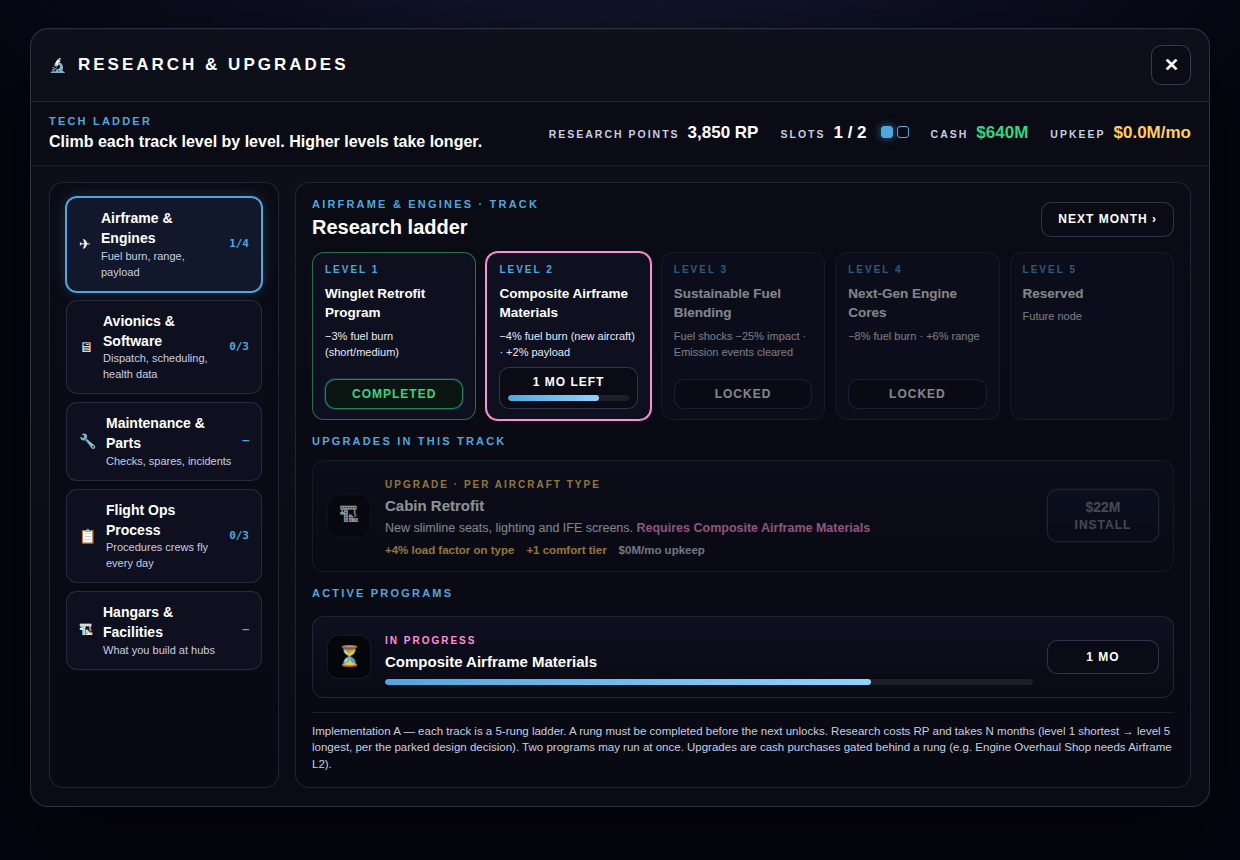 RESEARCH & UPGRADES
✕
TECH LADDER
Climb each track level by level. Higher levels take longer.
RESEARCH POINTS 3,850 RP SLOTS 1 / 2 CASH $640M UPKEEP $0.0M/mo
Airframe &
Engines
Fuel burn, range,
payload
1/4
Avionics &
Software
Dispatch, scheduling,
health data
0/3
Maintenance &
Parts
Checks, spares, incidents
—
Flight Ops
Process
Procedures crews fly
every day
0/3
Hangars &
Facilities
What you build at hubs
—
AIRFRAME & ENGINES · TRACK
Research ladder
NEXT MONTH ›
LEVEL 1
Winglet Retrofit
Program
−3% fuel burn
(short/medium)
COMPLETED
LEVEL 2
Composite Airframe
Materials
−4% fuel burn (new aircraft)
· +2% payload
1 MO LEFT
LEVEL 3
Sustainable Fuel
Blending
Fuel shocks −25% impact ·
Emission events cleared
LOCKED
LEVEL 4
Next-Gen Engine
Cores
−8% fuel burn · +6% range
LOCKED
LEVEL 5
Reserved
Future node
UPGRADES IN THIS TRACK
UPGRADE · PER AIRCRAFT TYPE
Cabin Retrofit
New slimline seats, lighting and IFE screens. Requires Composite Airframe Materials
+4% load factor on type +1 comfort tier $0M/mo upkeep
$22M
INSTALL
ACTIVE PROGRAMS
IN PROGRESS
Composite Airframe Materials
1 MO
Implementation A — each track is a 5-rung ladder. A rung must be completed before the next unlocks. Research costs RP and takes N months (level 1 shortest → level 5
longest, per the parked design decision). Two programs may run at once. Upgrades are cash purchases gated behind a rung (e.g. Engine Overhaul Shop needs Airframe
L2).